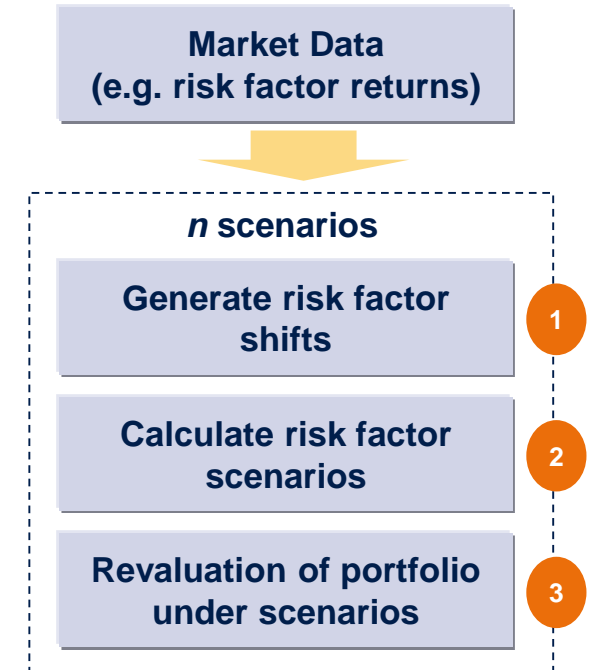 Market Data
(e.g. risk factor returns)
n scenarios
Generate risk factor
shifts
1
Calculate risk factor
scenarios
2
Revaluation of portfolio
under scenarios
3